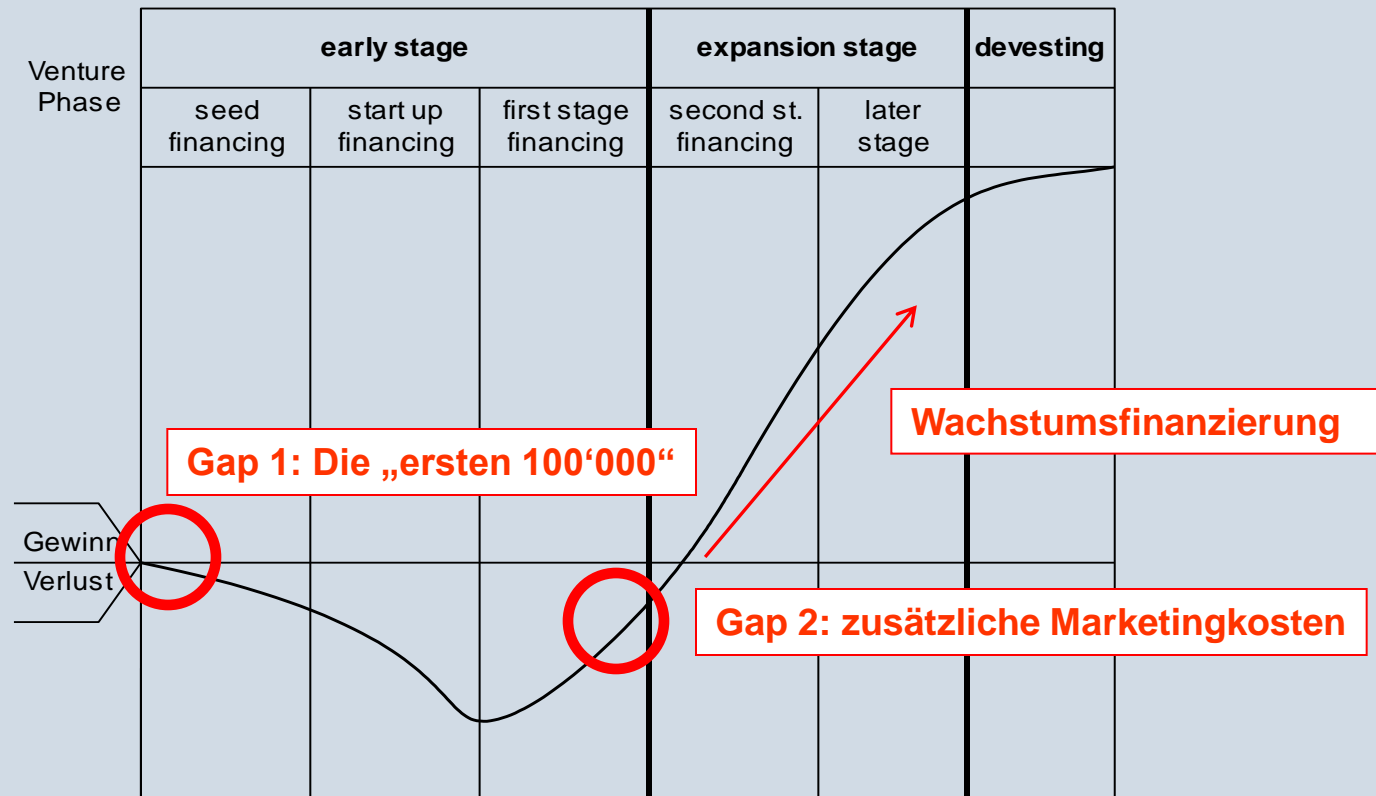 early stage
expansion stage
devesting
Venture
Phase
seed
financing
start up
financing
first stage
financing
second st.
financing
later
stage
Wachstumsfinanzierung
Gap 1: Die „ersten 100‘000“
Gewinn
Verlust
Gap 2: zusätzliche Marketingkosten